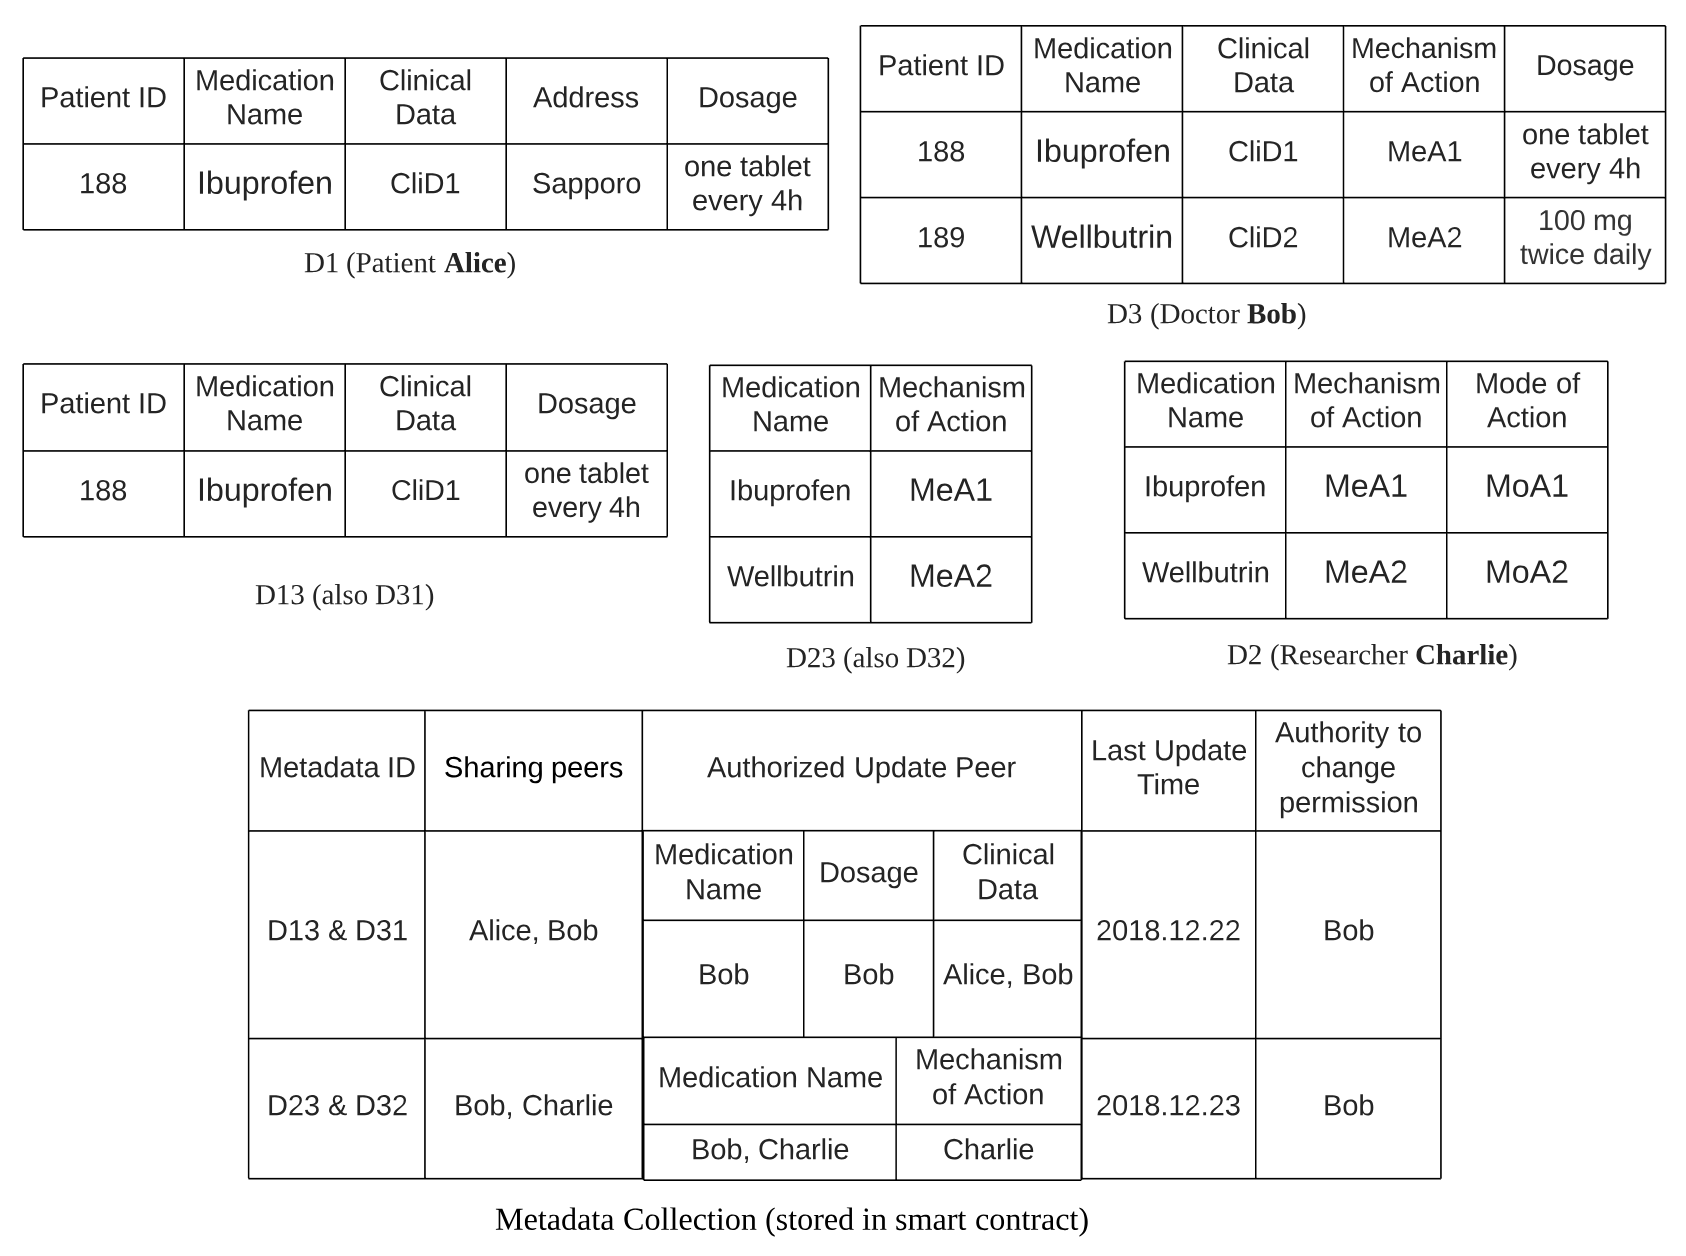 Patient ID
Medication
Name
Clinical
Data
Address
Dosage
188
Ibuprofen
CliD1
Sapporo
one tablet
every 4h
D1 (Patient Alice)
Patient ID
Medication
Name
Clinical
Data
Mechanism
of Action
Dosage
188
Ibuprofen
CliD1
MeA1
one tablet
every 4h
189
Wellbutrin
CliD2
MeA2
100 mg
twice daily
D3 (Doctor Bob)
Patient ID
Medication
Name
Clinical
Data
Dosage
188
Ibuprofen
CliD1
one tablet
every 4h
D13 (also D31)
Medication
Name
Mechanism
of Action
Ibuprofen
MeA1
Wellbutrin
MeA2
D23 (also D32)
Medication
Name
Mechanism
of Action
Mode of
Action
Ibuprofen
MeA1
MoA1
Wellbutrin
MeA2
MoA2
D2 (Researcher Charlie)
Metadata ID
Sharing peers
Authorized Update Peer
Last Update
Time
Authority to
change
permission
D13 & D31
Alice, Bob
Medication
Name
Dosage
Clinical
Data
Bob
Bob
Alice, Bob
2018.12.22
Bob
D23 & D32
Bob, Charlie
Medication Name
Mechanism
of Action
Bob, Charlie
Charlie
2018.12.23
Bob
Metadata Collection (stored in smart contract)